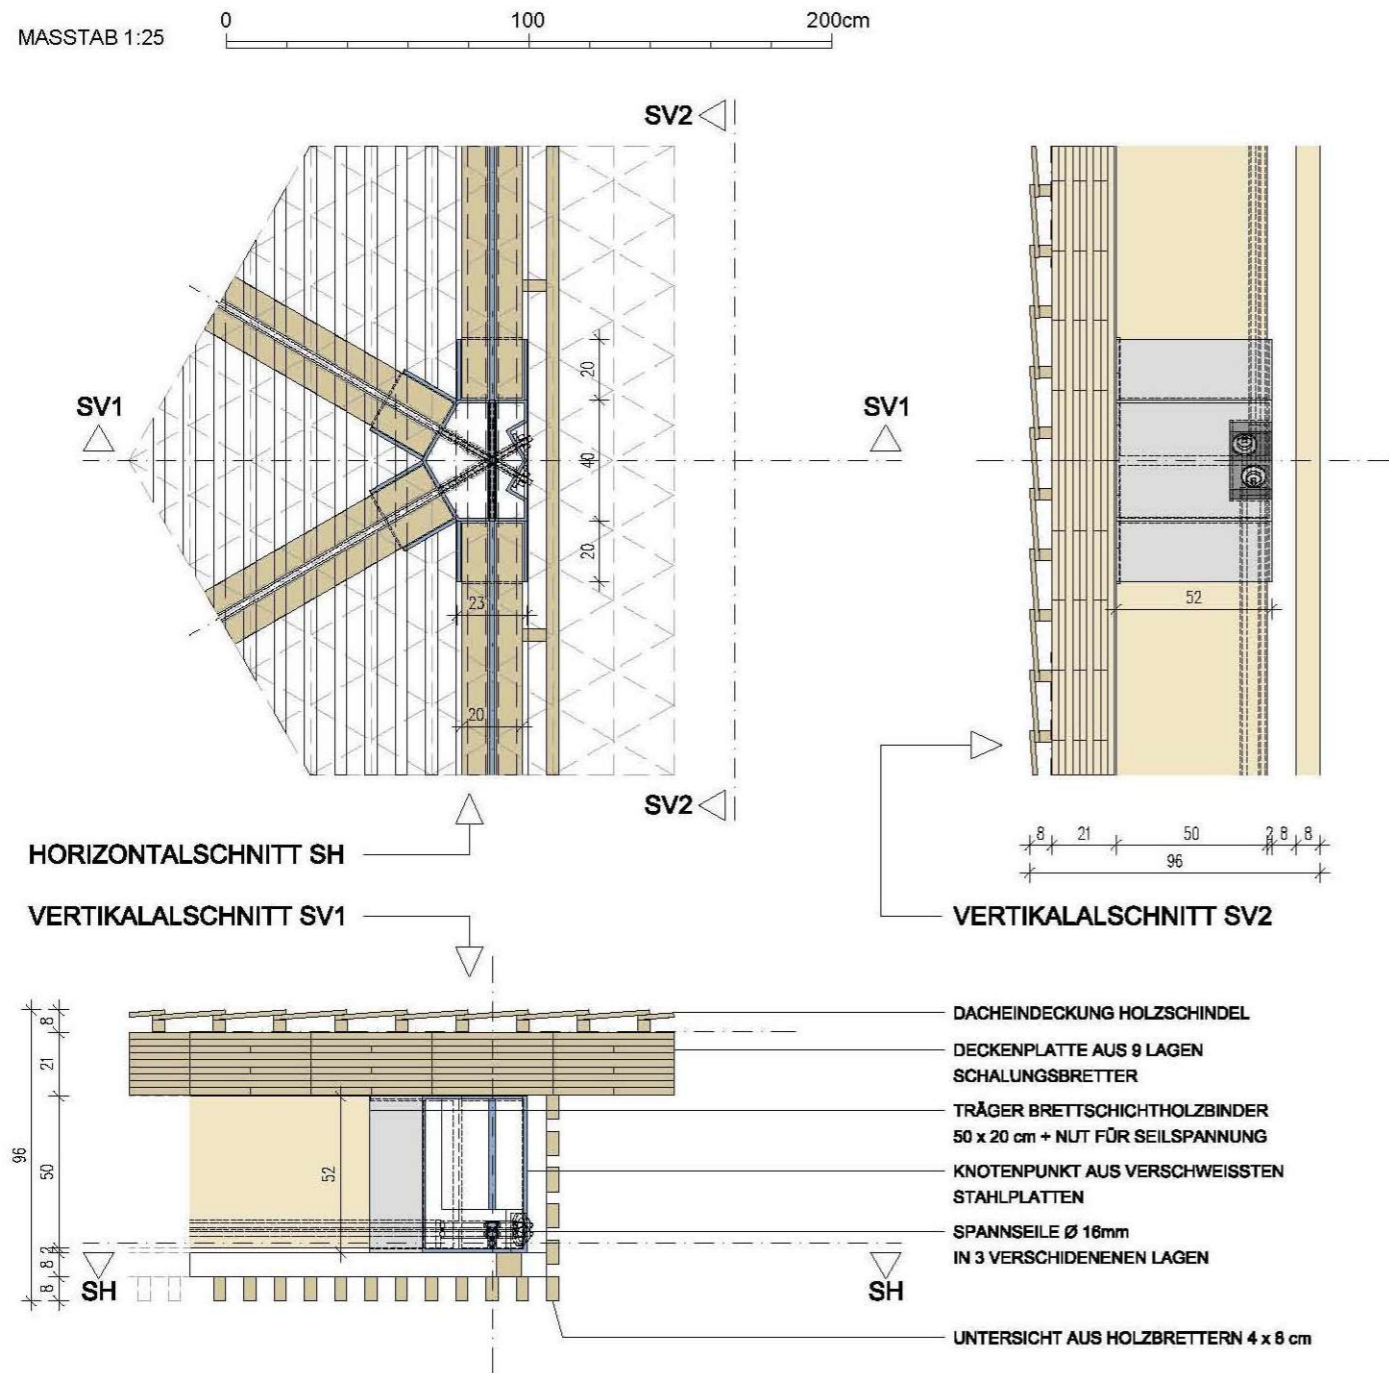 MASSTAB 1:25
0 100 200cm
SV2
SV1
SV1
20
40
20
23
52
20
SV2
HORIZONTALSCHNITT SH
8 21 50 2 8 8
96
VERTIKALALSCHNITT SV1
VERTIKALALSCHNITT SV2
8
21
50
2
8
8
96
52
DACHEINDECKUNG HOLZSCHINDEL
DECKENPLATTE AUS 9 LAGEN
SCHALUNGSBRETTER
TRÄGER BRETTSCHICHTHOLZBINDER
50 x 20 cm + NUT FÜR SEILSPANNUNG
KNOTENPUNKT AUS VERSCHWEISSTEN
STAHLPLATTEN
SPANNSEILE Ø 16mm
IN 3 VERSCHIDENENEN LAGEN
SH
SH
UNTERSICHT AUS HOLZBRETTERN 4 x 8 cm